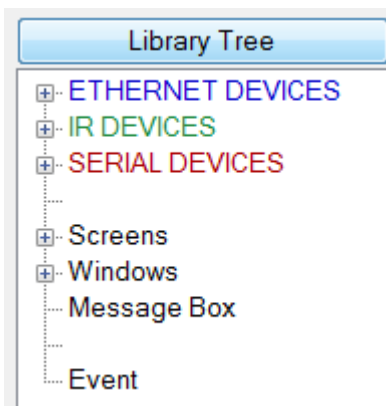 Library Tree
ETHERNET DEVICES
IR DEVICES
SERIAL DEVICES
Screens
Windows
Message Box
Event